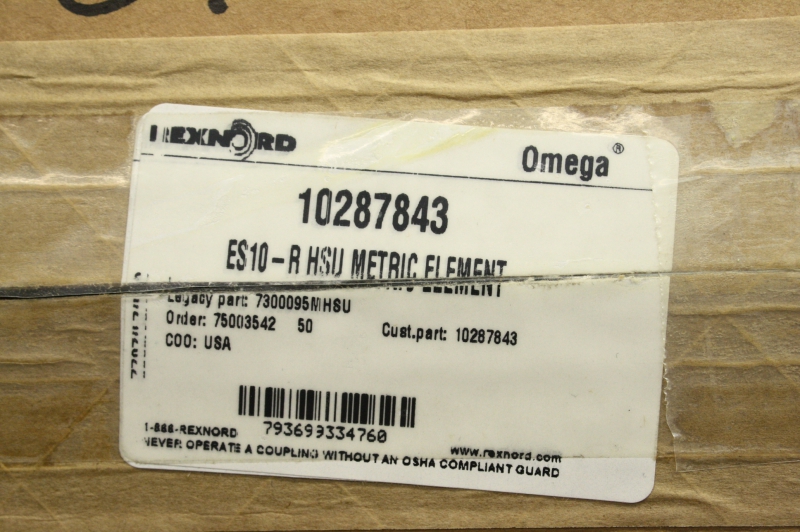 REXNORD
Omega®
10287843
ES10-R HSU METRIC ELEMENT
Legacy part: 7300095MHSU
Order: 75003542 50
Cust.part: 10287843
COO: USA
793699334760
1-866-REXNORD
www.rexnord.com
NEVER OPERATE A COUPLING WITHOUT AN OSHA COMPLIANT GUARD